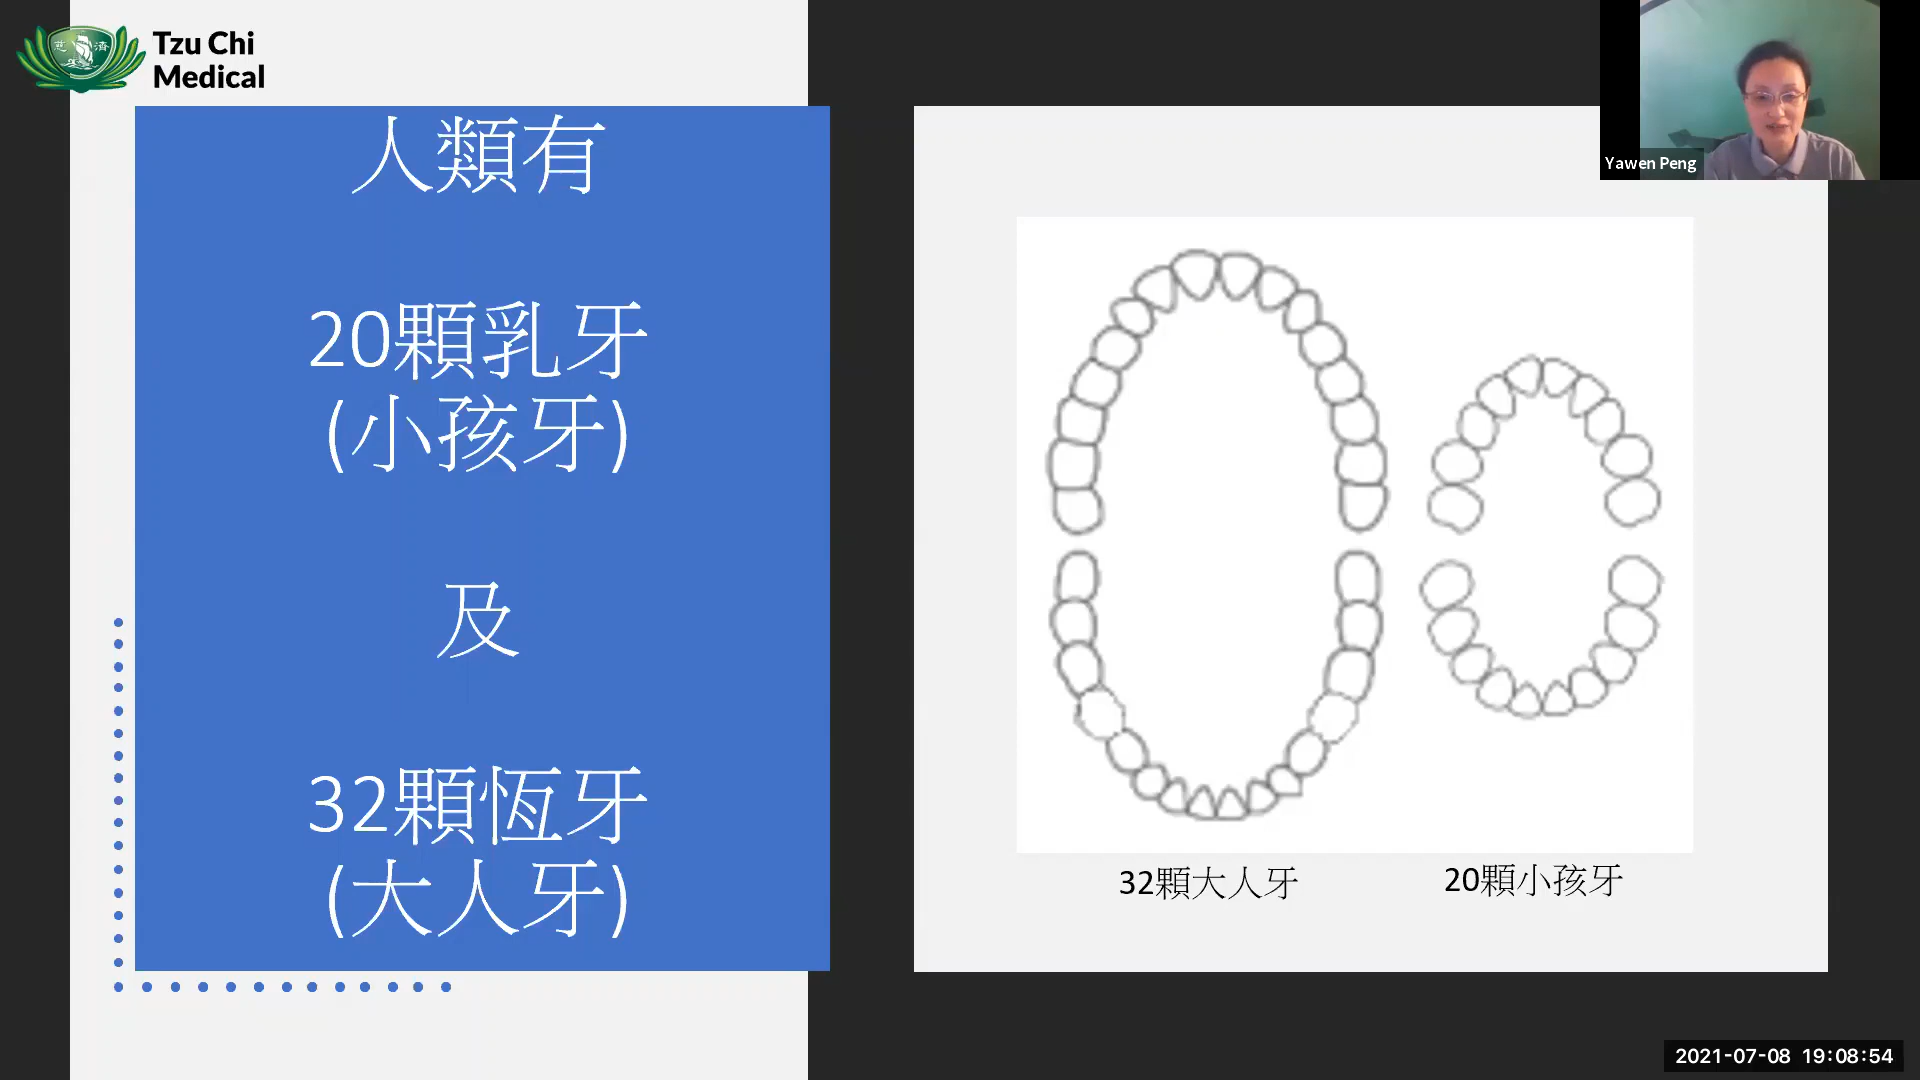 Tzu Chi
Medical
人類有
20顆乳牙
(小孩牙)
及
32顆恆牙
(大人牙)
Yawen Peng
32顆大人牙
20顆小孩牙
2021-07-08 19:08:54